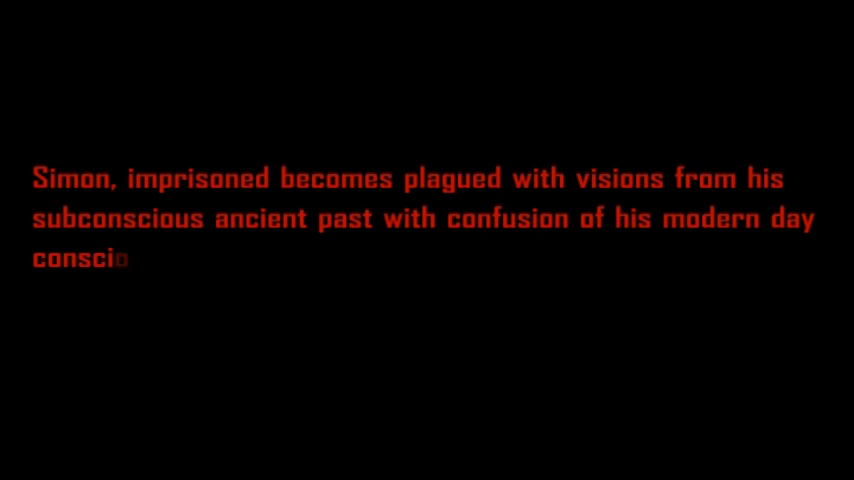 Simon, imprisoned becomes plagued with visions from his
subconscious ancient past with confusion of his modern day
conscio